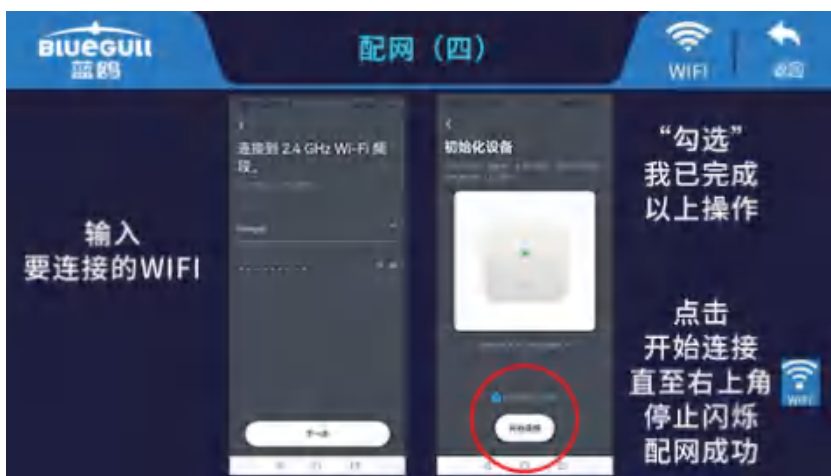 BLUEGULL
蓝鸥
配网（四）
WIFI
返回
输入
要连接的WIFI
连接到 2.4 GHz Wi-Fi 频
段。
下一步
初始化设备
开始连接
“勾选”
我已完成
以上操作
点击
开始连接
直至右上角
停止闪烁
配网成功
WIFI